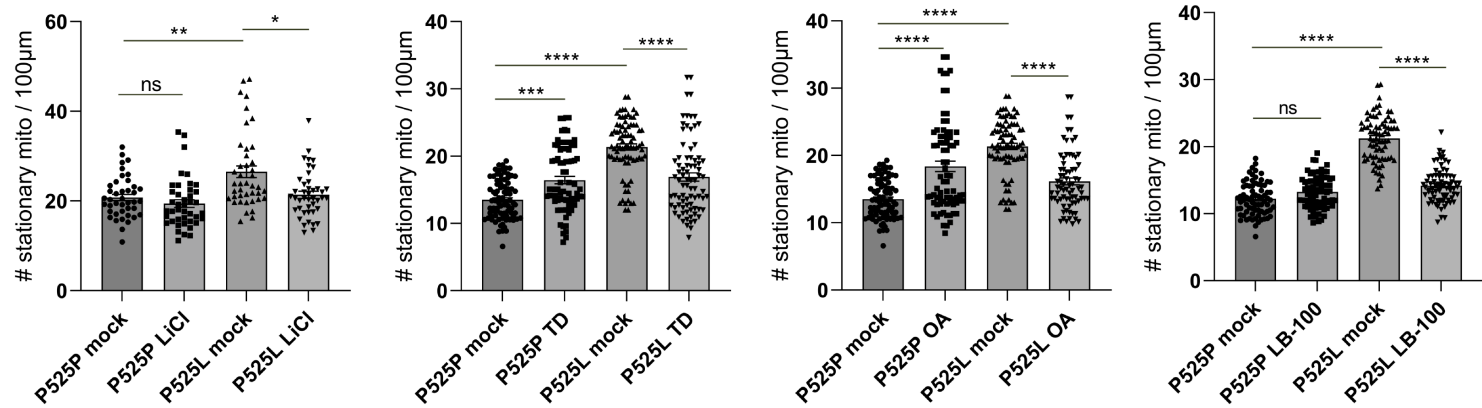 # stationary mito / 100µm
60
40
20
0
**
*
ns
P525P mock
P525P LiCl
P525L mock
P525L LiCl
# stationary mito / 100µm
40
30
20
10
0
****
****
***
P525P mock
P525P TD
P525L mock
P525L TD
# stationary mito / 100µm
40
30
20
10
0
****
****
****
P525P mock
P525P OA
P525L mock
P525L OA
# stationary mito / 100µm
40
30
20
10
0
****
****
ns
P525P mock
P525P LB-100
P525L mock
P525L LB-100